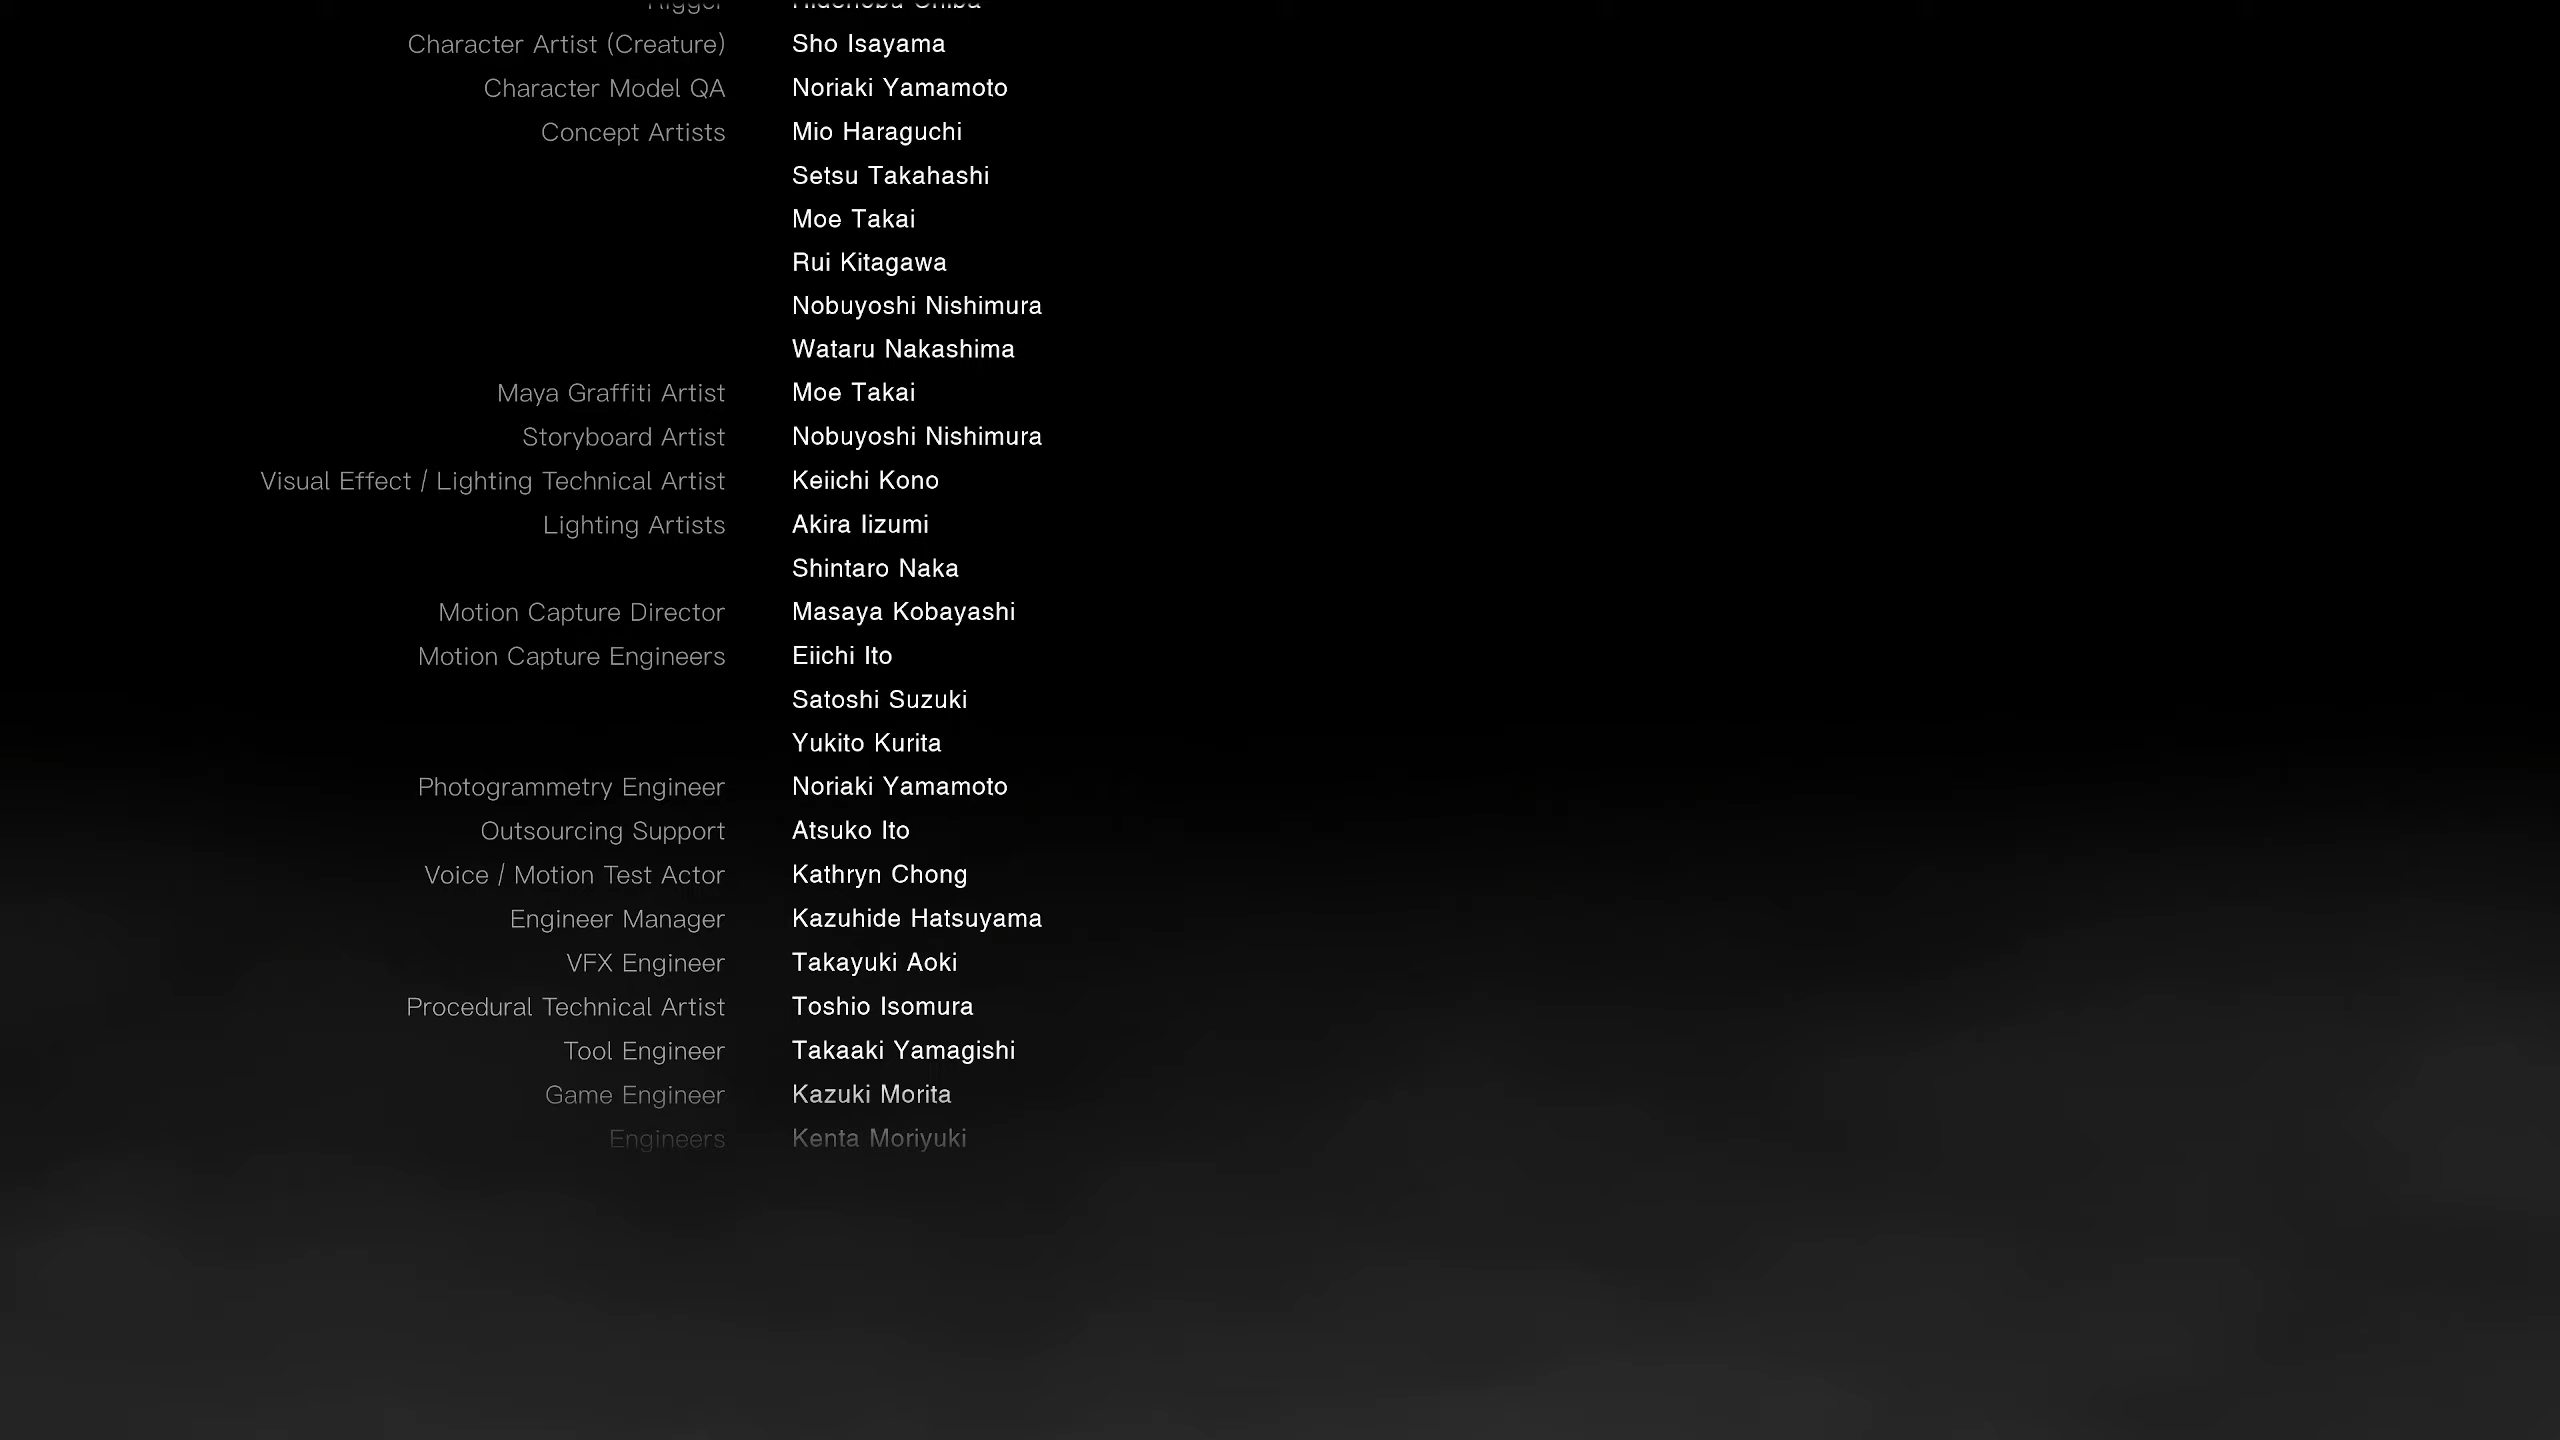 Rigger Hidenobu Chiba
Character Artist (Creature) Sho Isayama
Character Model QA Noriaki Yamamoto
Concept Artists Mio Haraguchi
Setsu Takahashi
Moe Takai
Rui Kitagawa
Nobuyoshi Nishimura
Wataru Nakashima
Maya Graffiti Artist Moe Takai
Storyboard Artist Nobuyoshi Nishimura
Visual Effect / Lighting Technical Artist Keiichi Kono
Lighting Artists Akira Iizumi
Shintaro Naka
Motion Capture Director Masaya Kobayashi
Motion Capture Engineers Eiichi Ito
Satoshi Suzuki
Yukito Kurita
Photogrammetry Engineer Noriaki Yamamoto
Outsourcing Support Atsuko Ito
Voice / Motion Test Actor Kathryn Chong
Engineer Manager Kazuhide Hatsuyama
VFX Engineer Takayuki Aoki
Procedural Technical Artist Toshio Isomura
Tool Engineer Takaaki Yamagishi
Game Engineer Kazuki Morita
Engineers Kenta Moriyuki